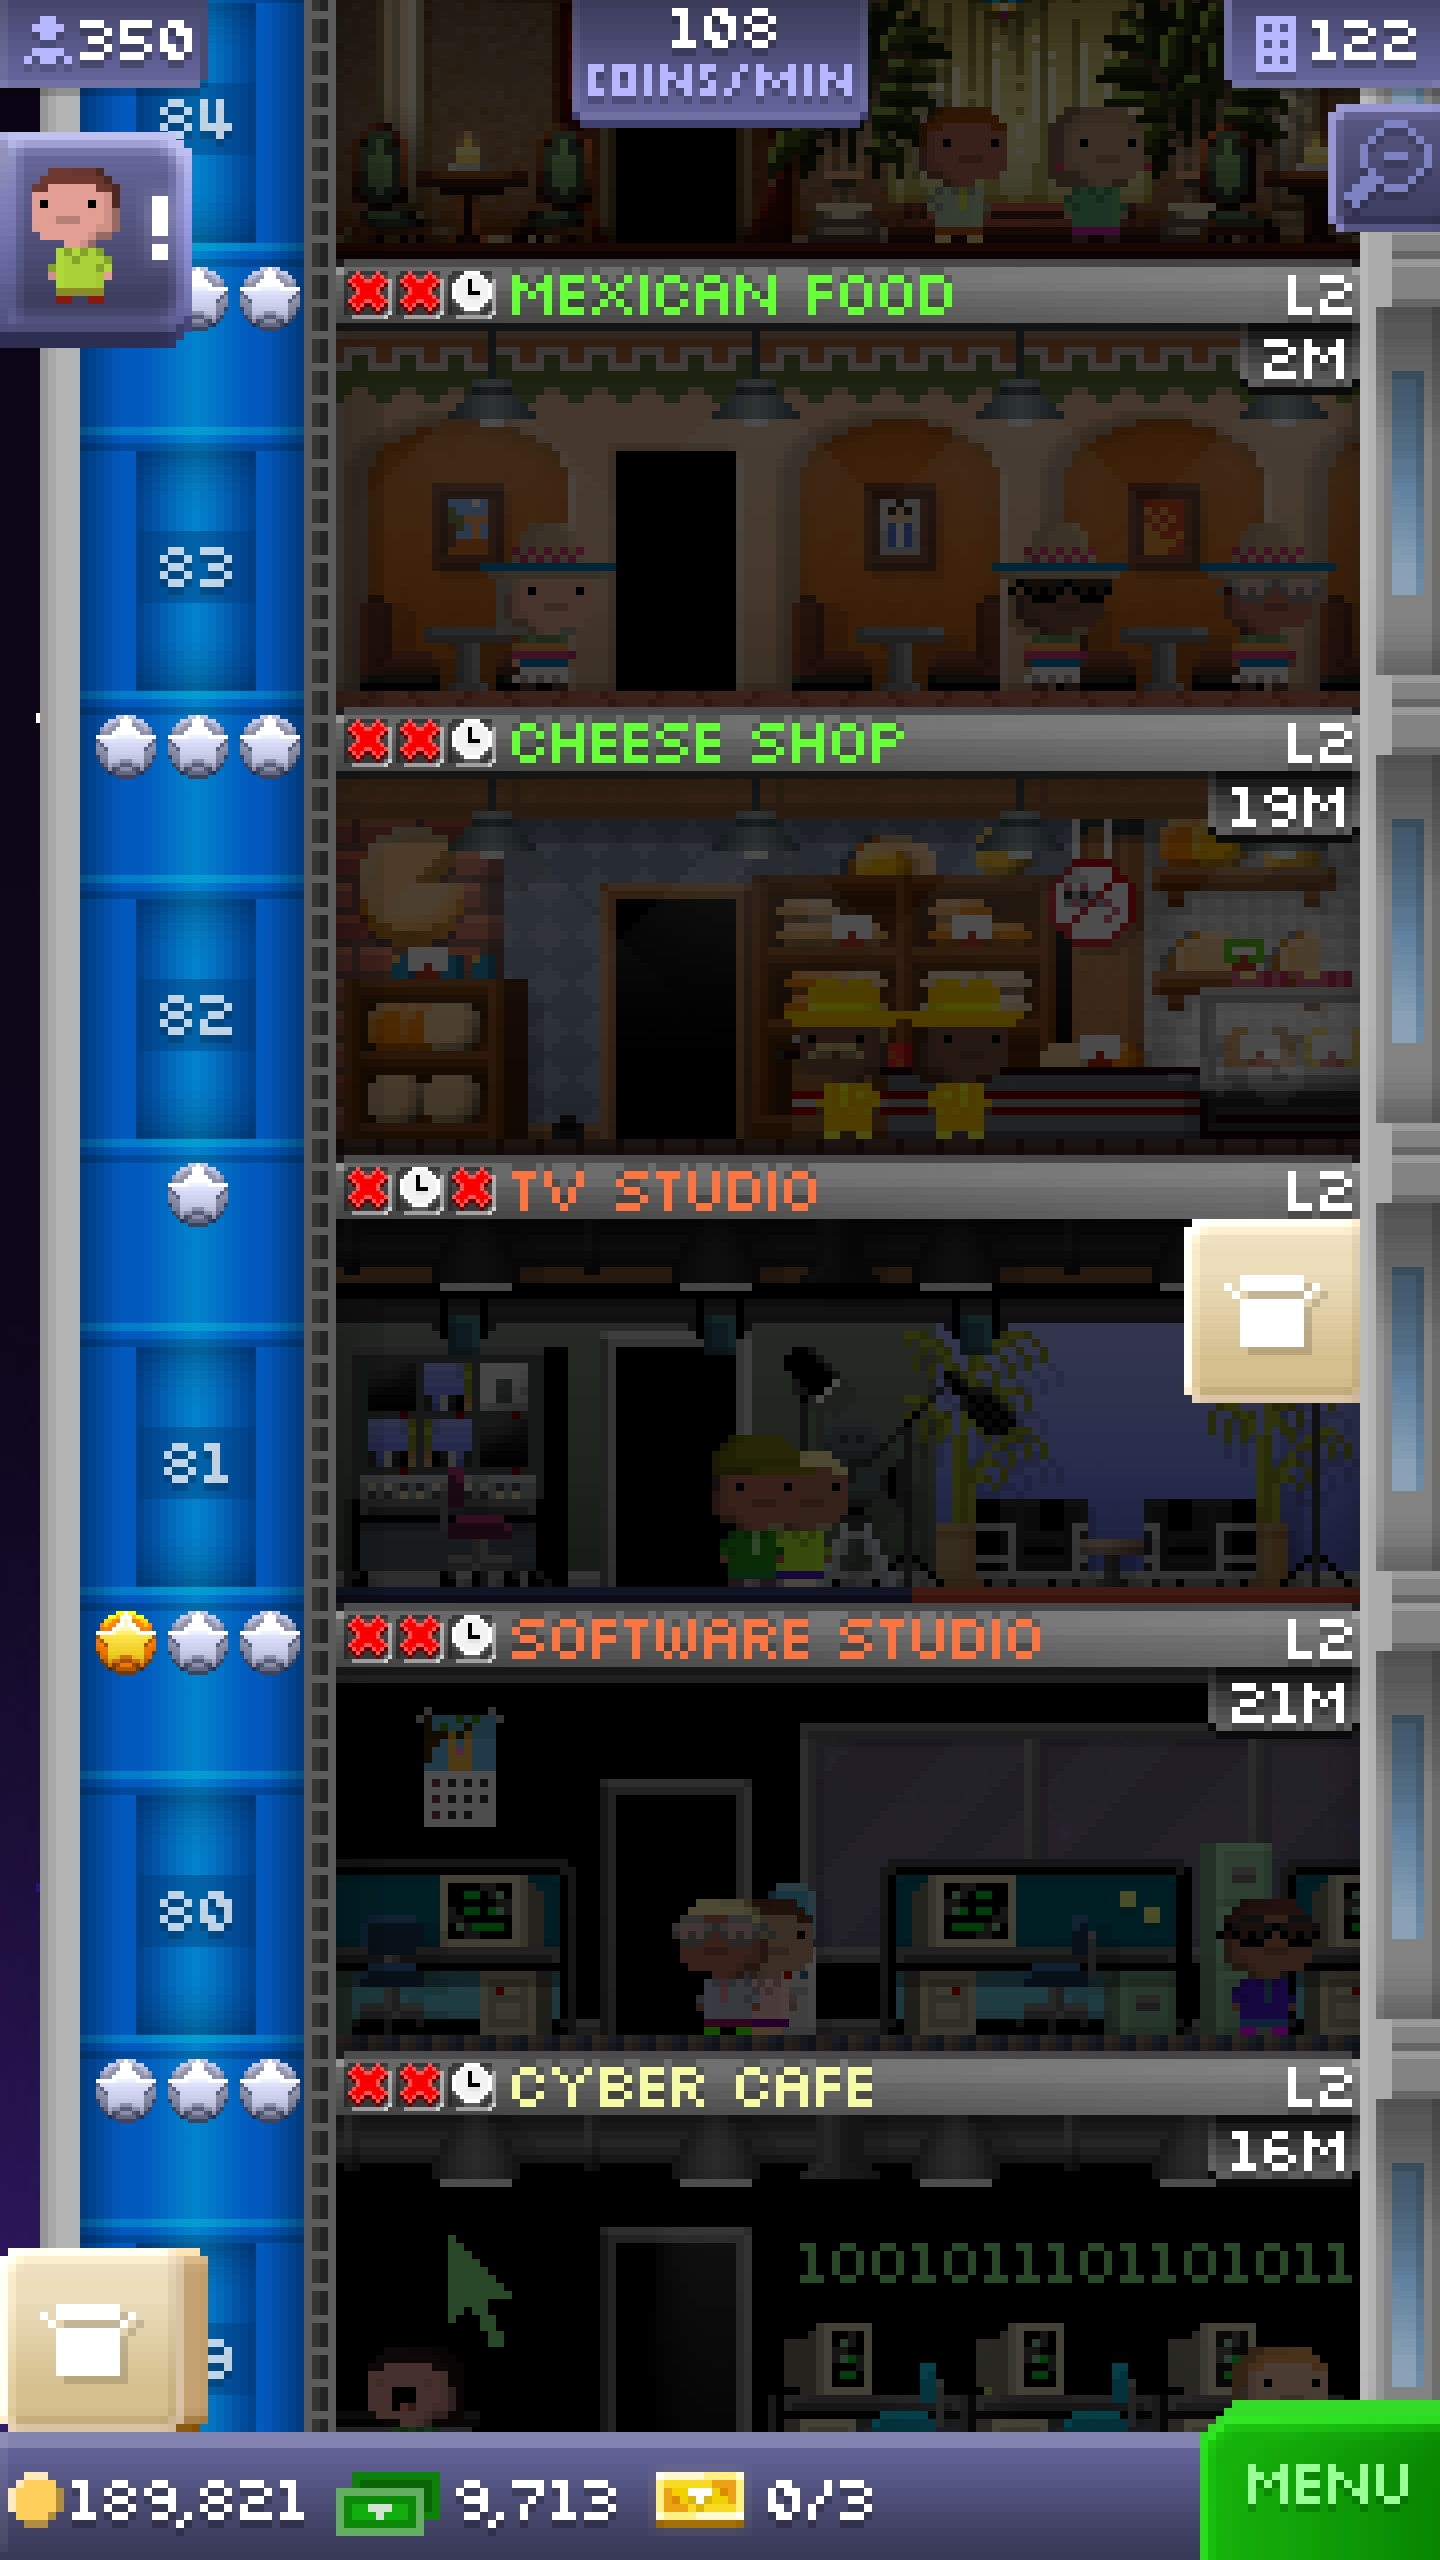 350
108
COINS/MIN
122
84
!
MEXICAN FOOD
L2
2M
83
CHEESE SHOP
L2
19M
82
TV STUDIO
L2
81
SOFTWARE STUDIO
L2
21M
80
CYBER CAFE
L2
16M
1001011101101011
9
189,821
9,713
0/3
MENU